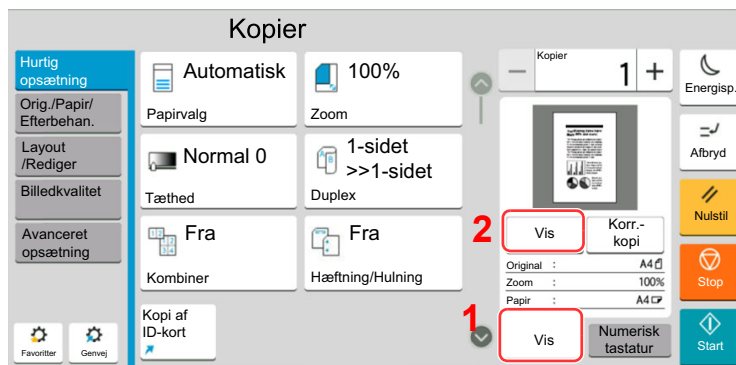 Kopier
Hurtig
opsætning
Orig./Papir/
Efterbehan.
Layout
/Rediger
Billedkvalitet
Avanceret
opsætning
Favoritter
Genvej
Automatisk
Papirvalg
100%
Zoom
Normal 0
Tæthed
1-sidet
>>1-sidet
Duplex
Fra
Kombiner
Fra
Hæftning/Hulning
Kopi af
ID-kort
Kopier
1
2
Vis
Korr.-
kopi
Original : A4
Zoom : 100%
Papir : A4
1
Vis
Numerisk
tastatur
Energisp.
Afbryd
Nulstil
Stop
Start